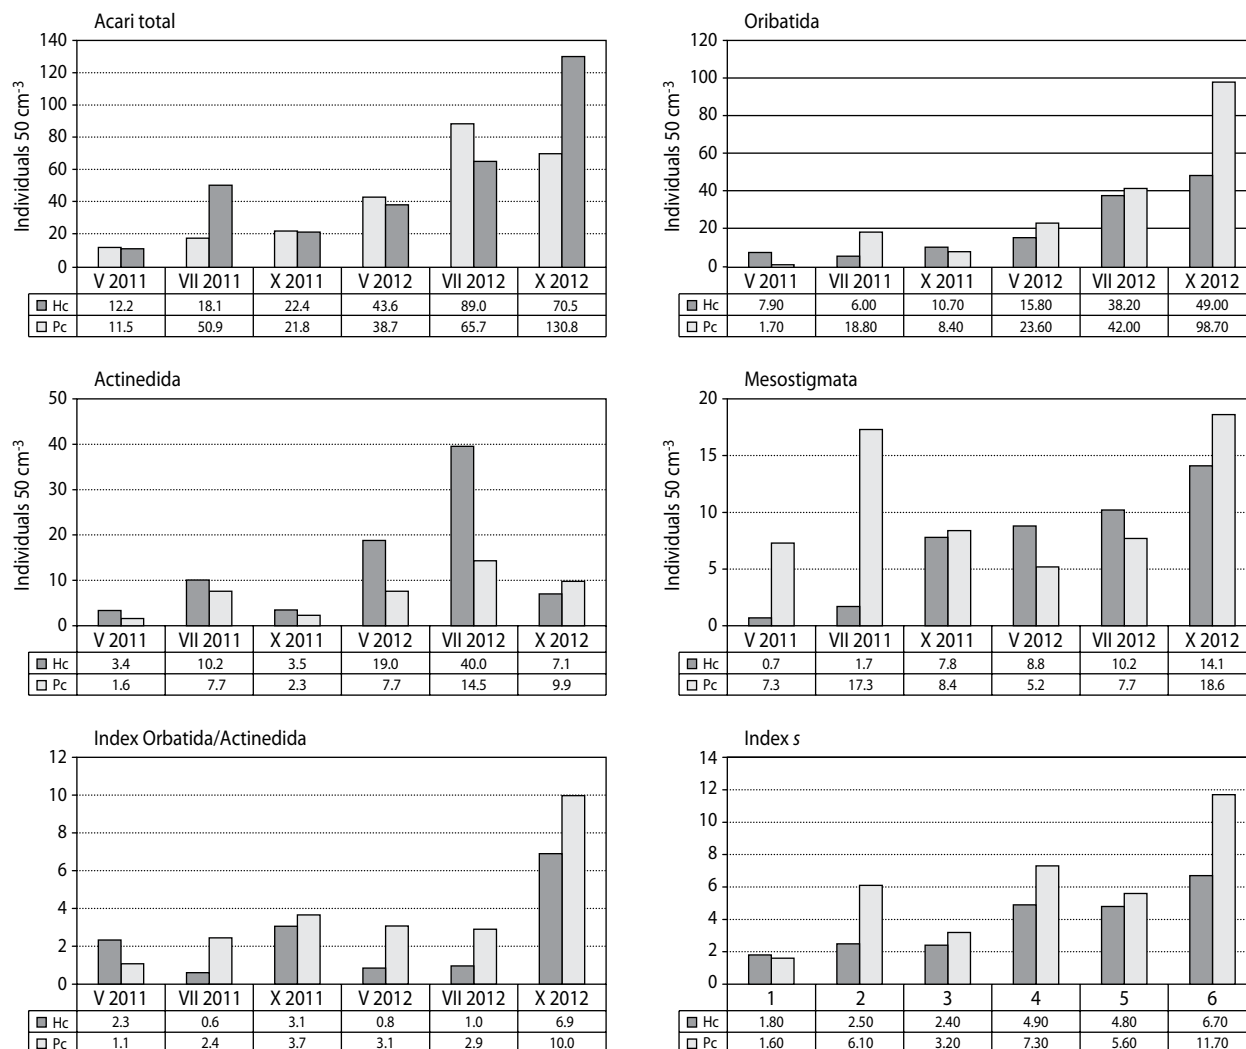 Acari total
Individuals 50 cm-3
140
120
100
80
60
40
20
0
V 2011 VII 2011 X 2011 V 2012 VII 2012 X 2012
Hc 12.2 18.1 22.4 43.6 89.0 70.5
Pc 11.5 50.9 21.8 38.7 65.7 130.8
Oribatida
Individuals 50 cm-3
120
100
80
60
40
20
0
V 2011 VII 2011 X 2011 V 2012 VII 2012 X 2012
Hc 7.90 6.00 10.70 15.80 38.20 49.00
Pc 1.70 18.80 8.40 23.60 42.00 98.70
Actinedida
Individuals 50 cm-3
50
40
30
20
10
0
V 2011 VII 2011 X 2011 V 2012 VII 2012 X 2012
Hc 3.4 10.2 3.5 19.0 40.0 7.1
Pc 1.6 7.7 2.3 7.7 14.5 9.9
Mesostigmata
Individuals 50 cm-3
20
15
10
5
0
V 2011 VII 2011 X 2011 V 2012 VII 2012 X 2012
Hc 0.7 1.7 7.8 8.8 10.2 14.1
Pc 7.3 17.3 8.4 5.2 7.7 18.6
Index Orbatida/Actinedida
12
10
8
6
4
2
0
V 2011 VII 2011 X 2011 V 2012 VII 2012 X 2012
Hc 2.3 0.6 3.1 0.8 1.0 6.9
Pc 1.1 2.4 3.7 3.1 2.9 10.0
Index s
14
12
10
8
6
4
2
0
1 2 3 4 5 6
Hc 1.80 2.50 2.40 4.90 4.80 6.70
Pc 1.60 6.10 3.20 7.30 5.60 11.70